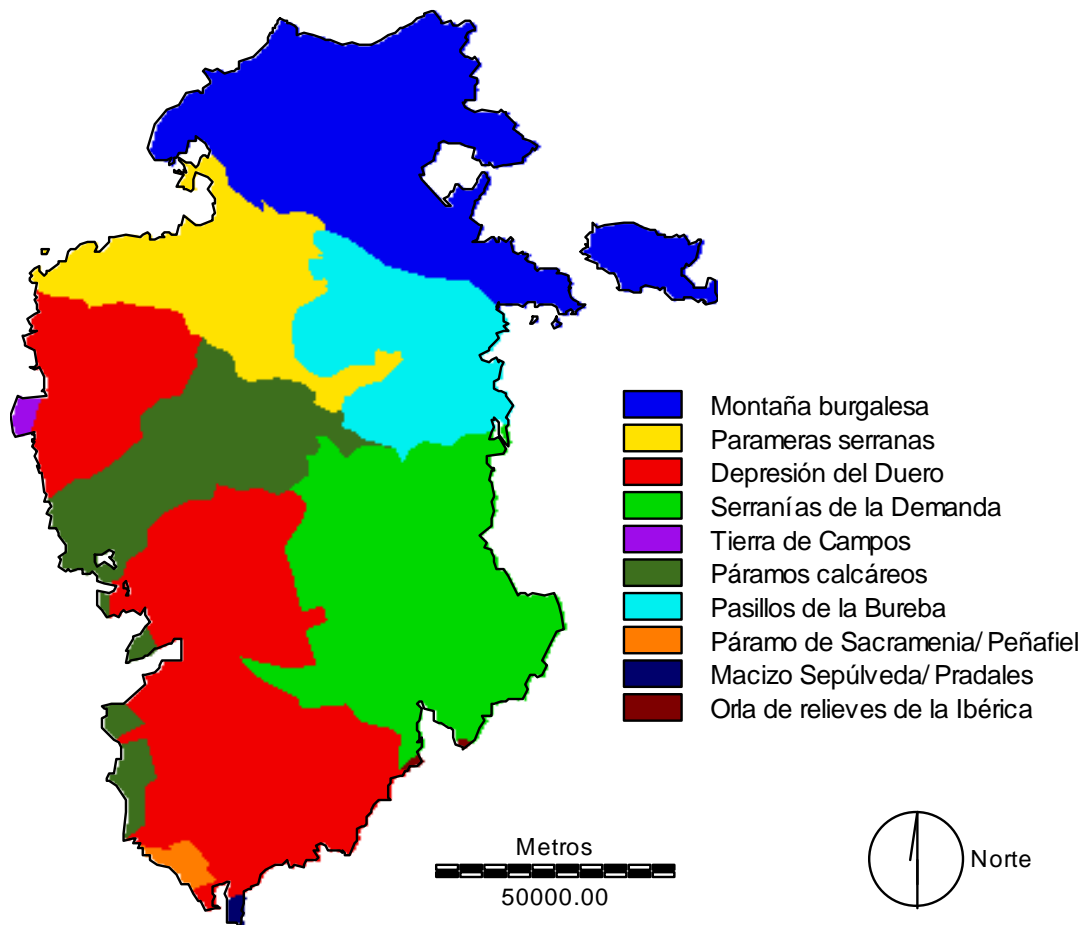 Montaña burgalesa
Parameras serranas
Depresión del Duero
Serranías de la Demanda
Tierra de Campos
Páramos calcáreos
Pasillos de la Bureba
Páramo de Sacramenia/ Peñafiel
Macizo Sepúlveda/ Pradales
Orla de relieves de la Ibérica
Metros
50000.00
Norte